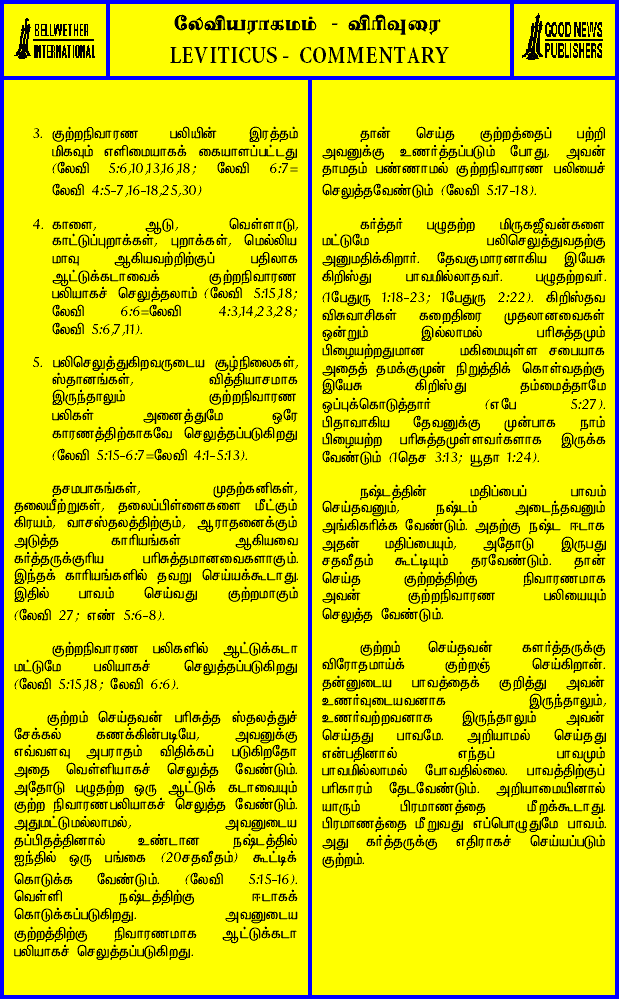 BELLWETHER
INTERNATIONAL
லேவியராகமம் - விரிவுரை
LEVITICUS - COMMENTARY
GOOD NEWS
PUBLISHERS
3. குற்றநிவாரண பலியின் இரத்தம்
மிகவும் எளிமையாகக் கையாளப்பட்டது
(லேவி 5:6,10,13,16,18; லேவி 6:7=
லேவி 4:5-7,16-18,25,30)
4. காளை, ஆடு, வெள்ளாடு,
காட்டுப்புறாக்கள், புறாக்கள், மெல்லிய
மாவு ஆகியவற்றிற்குப் பதிலாக
ஆட்டுக்கடாவைக் குற்றநிவாரண
பலியாகச் செலுத்தலாம் (லேவி 5:15,18;
லேவி 6:6=லேவி 4:3,14,23,28;
லேவி 5:6,7,11).
5. பலிசெலுத்துகிறவருடைய சூழ்நிலைகள்,
ஸ்தானங்கள், வித்தியாசமாக
இருந்தாலும் குற்றநிவாரண
பலிகள் அனைத்துமே ஒரே
காரணத்திற்காகவே செலுத்தப்படுகிறது
(லேவி 5:15-6:7=லேவி 4:1-5:13).
தசமபாகங்கள், முதற்கனிகள்,
தலையீற்றுகள், தலைப்பிள்ளைகளை மீட்கும்
கிரயம், வாசஸ்தலத்திற்கும், ஆராதனைக்கும்
அடுத்த காரியங்கள் ஆகியவை
கர்த்தருக்குரிய பரிசுத்தமானவைகளாகும்.
இந்தக் காரியங்களில் தவறு செய்யக்கூடாது.
இதில் பாவம் செய்வது குற்றமாகும்
(லேவி 27; எண் 5:6-8).
குற்றநிவாரண பலிகளில் ஆட்டுக்கடா
மட்டுமே பலியாகச் செலுத்தப்படுகிறது
(லேவி 5:15,18; லேவி 6:6).
குற்றம் செய்தவன் பரிசுத்த ஸ்தலத்துச்
சேக்கல் கணக்கின்படியே, அவனுக்கு
எவ்வளவு அபராதம் விதிக்கப் படுகிறதோ
அதை வெள்ளியாகச் செலுத்த வேண்டும்.
அதோடு பழுதற்ற ஒரு ஆட்டுக் கடாவையும்
குற்ற நிவாரணபலியாகச் செலுத்த வேண்டும்.
அதுமட்டுமல்லாமல், அவனுடைய
தப்பிதத்தினால் உண்டான நஷ்டத்தில்
ஐந்தில் ஒரு பங்கை (20சதவீதம்) கூட்டிக்
கொடுக்க வேண்டும். (லேவி 5:15-16).
வெள்ளி நஷ்டத்திற்கு ஈடாகக்
கொடுக்கப்படுகிறது. அவனுடைய
குற்றத்திற்கு நிவாரணமாக ஆட்டுக்கடா
பலியாகச் செலுத்தப்படுகிறது.
தான் செய்த குற்றத்தைப் பற்றி
அவனுக்கு உணர்த்தப்படும் போது, அவன்
தாமதம் பண்ணாமல் குற்றநிவாரண பலியைச்
செலுத்தவேண்டும் (லேவி 5:17-18).
கர்த்தர் பழுதற்ற மிருகஜீவன்களை
மட்டுமே பலிசெலுத்துவதற்கு
அனுமதிக்கிறார். தேவகுமாரனாகிய இயேசு
கிறிஸ்து பாவமில்லாதவர். பழுதற்றவர்.
(1பேதுரு 1:18-23; 1பேதுரு 2:22). கிறிஸ்தவ
விசுவாசிகள் கறைதிரை முதலானவைகள்
ஒன்றும் இல்லாமல் பரிசுத்தமும்
பிழையற்றதுமான மகிமையுள்ள சபையாக
அதைத் தமக்குமுன் நிறுத்திக் கொள்வதற்கு
இயேசு கிறிஸ்து தம்மைத்தாமே
ஒப்புக்கொடுத்தார் (எபே 5:27).
பிதாவாகிய தேவனுக்கு முன்பாக நாம்
பிழையற்ற பரிசுத்தமுள்ளவர்களாக இருக்க
வேண்டும் (1தெச 3:13; யூதா 1:24).
நஷ்டத்தின் மதிப்பைப் பாவம்
செய்தவனும், நஷ்டம் அடைந்தவனும்
அங்கிகரிக்க வேண்டும். அதற்கு நஷ்ட ஈடாக
அதன் மதிப்பையும், அதோடு இருபது
சதவீதம் கூட்டியும் தரவேண்டும். தான்
செய்த குற்றத்திற்கு நிவாரணமாக
அவன் குற்றநிவாரண பலியையும்
செலுத்த வேண்டும்.
குற்றம் செய்தவன் களர்த்தருக்கு
விரோதமாய்க் குற்றஞ் செய்கிறான்.
தன்னுடைய பாவத்தைக் குறித்து அவன்
உணர்வுடையவனாக இருந்தாலும்,
உணர்வற்றவனாக இருந்தாலும் அவன்
செய்தது பாவமே. அறியாமல் செய்தது
என்பதினால் எந்தப் பாவமும்
பாவமில்லாமல் போவதில்லை. பாவத்திற்குப்
பரிகாரம் தேடவேண்டும். அறியாமையினால்
யாரும் பிரமாணத்தை மீறக்கூடாது.
பிரமாணத்தை மீறுவது எப்பொழுதுமே பாவம்.
அது கர்த்தருக்கு எதிராகச் செய்யப்படும்
குற்றம்.